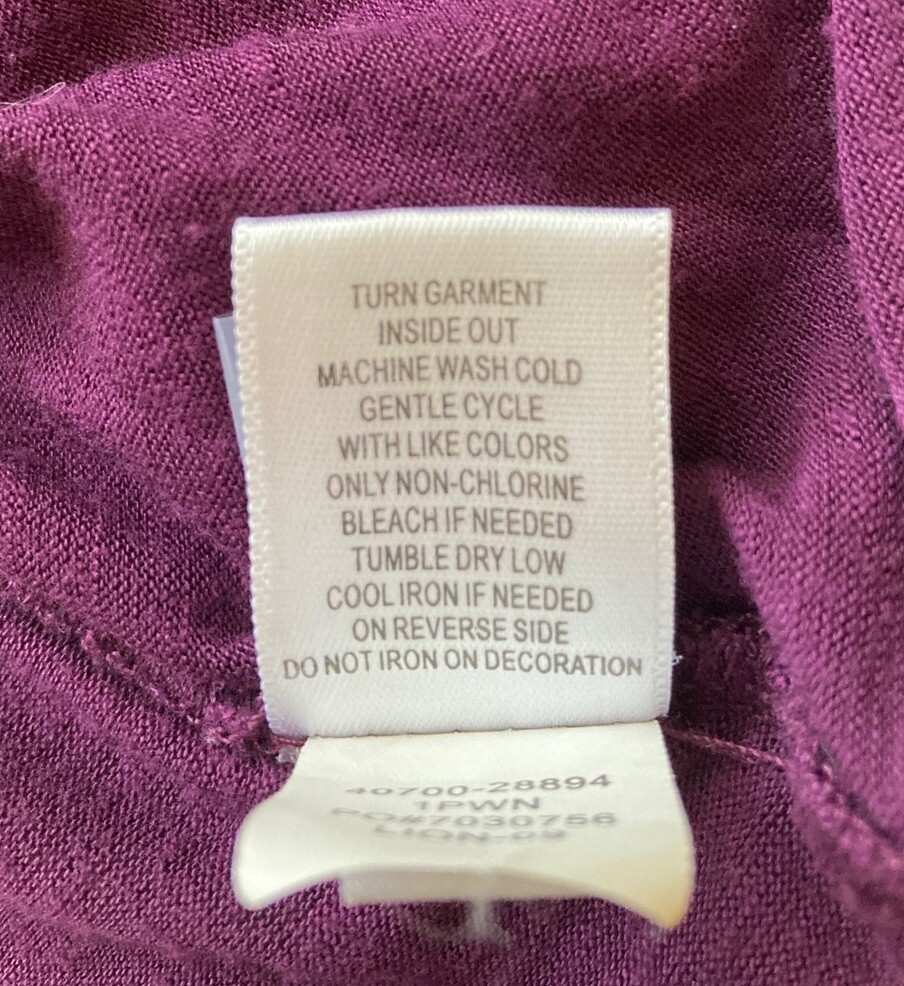 TURN GARMENT
INSIDE OUT
MACHINE WASH COLD
GENTLE CYCLE
WITH LIKE COLORS
ONLY NON-CHLORINE
BLEACH IF NEEDED
TUMBLE DRY LOW
COOL IRON IF NEEDED
ON REVERSE SIDE
DO NOT IRON ON DECORATION
40700-28894
1PWN
PO#7030756
LION-09